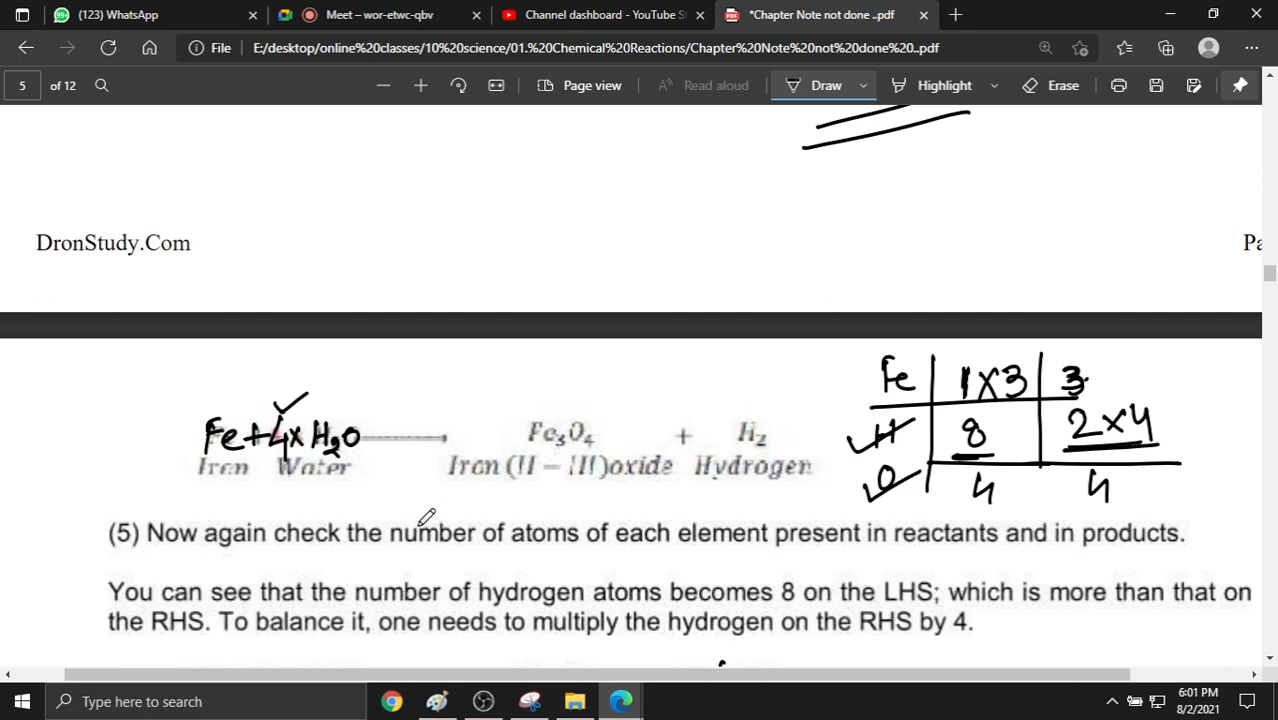 (123) WhatsApp
Meet – wor-etwc-qbv
Channel dashboard - YouTube St
*Chapter Note not done ..pdf
File
E:/desktop/online%20classes/10%20science/01.%20Chemical%20Reactions/Chapter%20Note%20not%20done%20..pdf
5 of 12
Page view
Read aloud
Draw
Highlight
Erase
DronStudy.Com
Pa
Fe 1×3 3
Fe+4×H2O Fe3O4 + H2
H 8 2×4
Iron Water Iron (II – III) oxide Hydrogen
O 4 4
(5) Now again check the number of atoms of each element present in reactants and in products.
You can see that the number of hydrogen atoms becomes 8 on the LHS; which is more than that on
the RHS. To balance it, one needs to multiply the hydrogen on the RHS by 4.
Type here to search
6:01 PM
8/2/2021